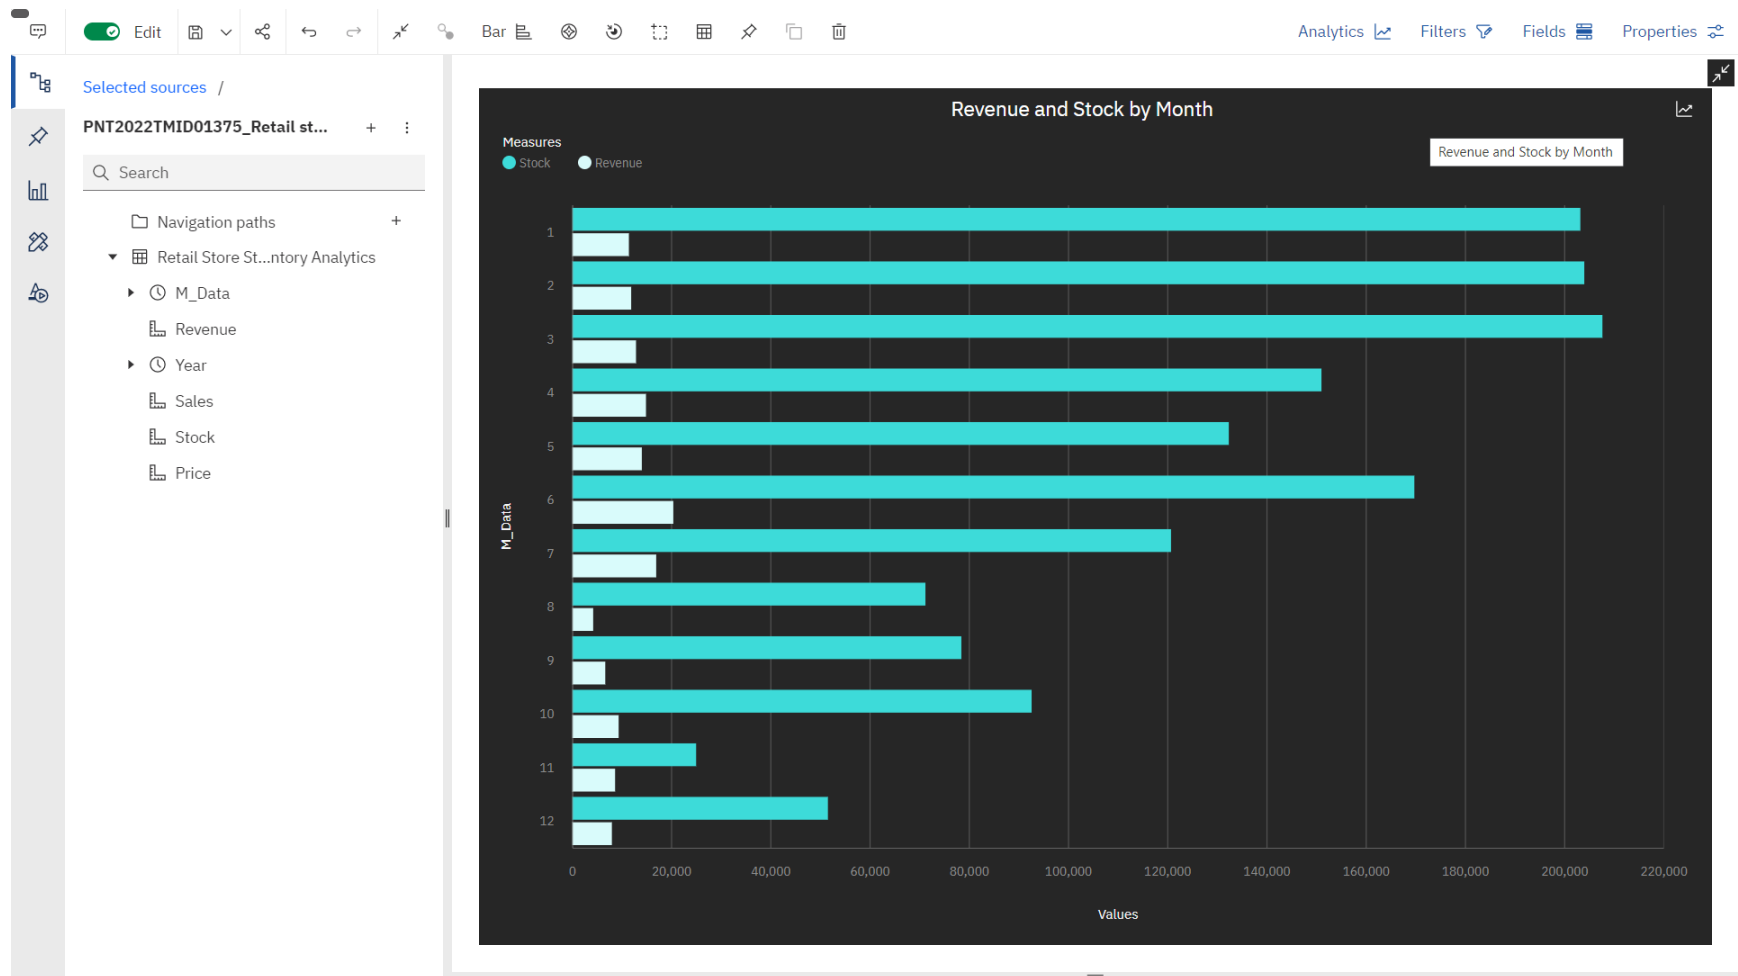 Edit
Bar
Analytics
Filters
Fields
Properties
Selected sources /
PNT2022TMID01375_Retail st...
Search
Navigation paths
Retail Store St...ntory Analytics
M_Data
Revenue
Year
Sales
Stock
Price
Revenue and Stock by Month
Measures
Stock Revenue
Revenue and Stock by Month
M_Data
1
2
3
4
5
6
7
8
9
10
11
12
0 20,000 40,000 60,000 80,000 100,000 120,000 140,000 160,000 180,000 200,000 220,000
Values